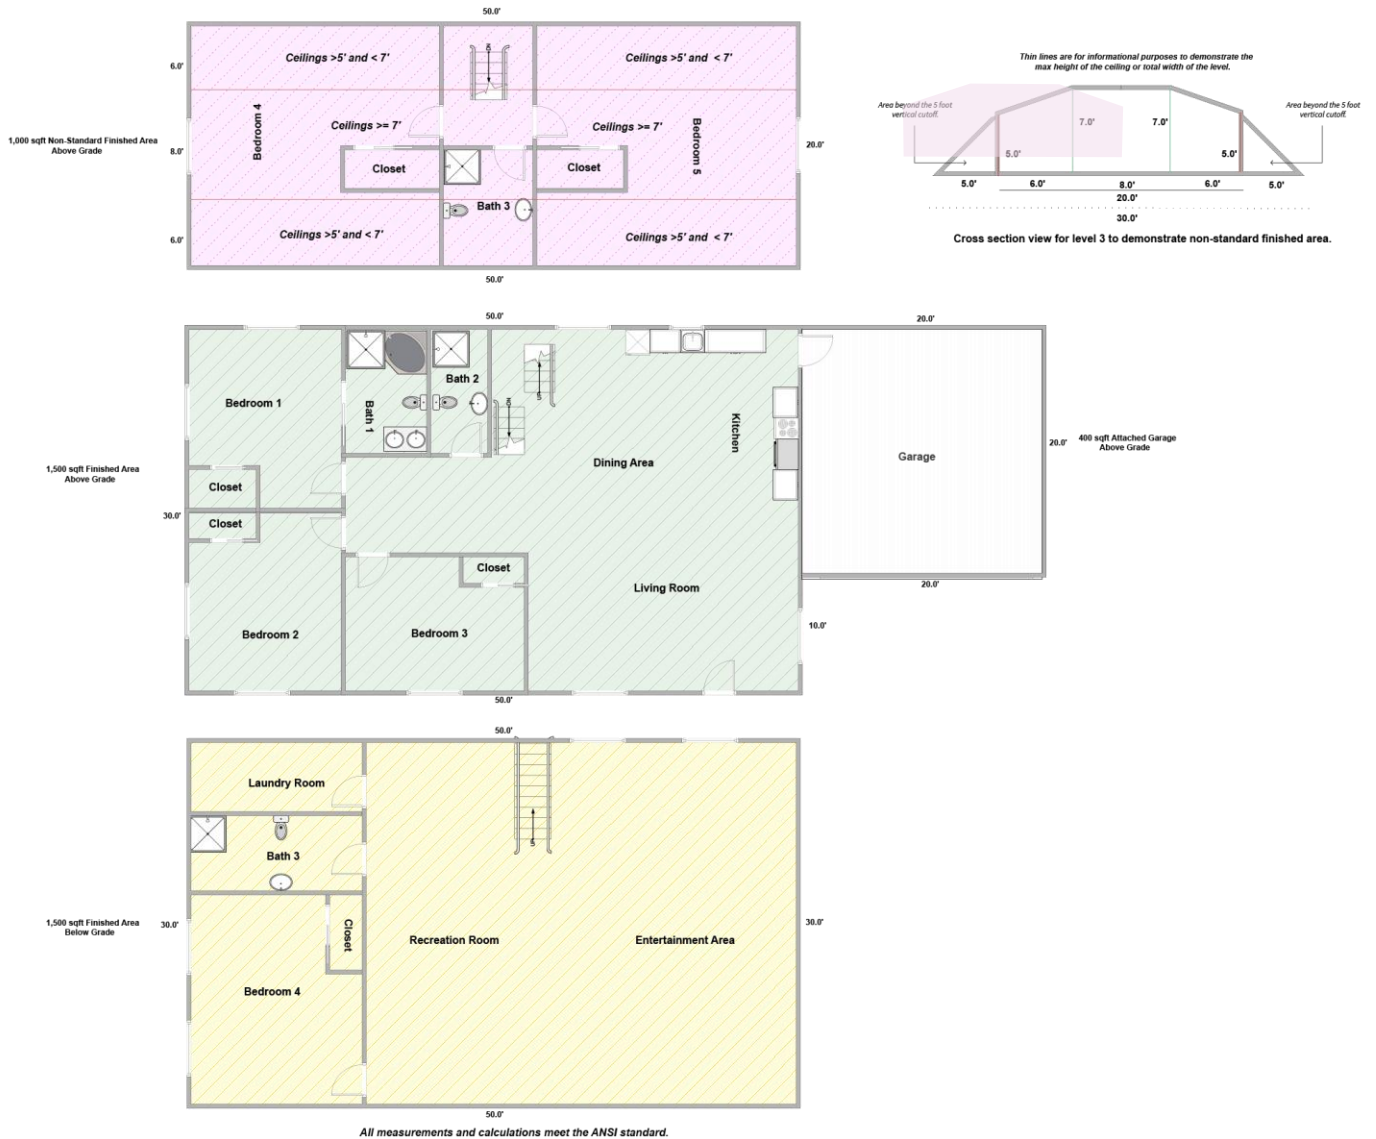 50.0'
6.0'
Ceilings >5' and < 7'
DN
Ceilings >5' and < 7'
1,000 sqft Non-Standard Finished Area
Above Grade
8.0'
Bedroom 4
Ceilings >= 7'
Ceilings >= 7'
Bedroom 5
20.0'
Closet
Closet
Bath 3
6.0'
Ceilings >5' and < 7'
Ceilings >5' and < 7'
50.0'
Thin lines are for informational purposes to demonstrate the
max height of the ceiling or total width of the level.
Area beyond the 5 foot
vertical cutoff.
Area beyond the 5 foot
vertical cutoff.
7.0'
7.0'
5.0'
5.0'
5.0'
6.0'
8.0'
6.0'
5.0'
20.0'
30.0'
Cross section view for level 3 to demonstrate non-standard finished area.
50.0'
20.0'
Bedroom 1
Bath 1
Bath 2
UP
DN
Kitchen
Dining Area
Garage
20.0'
400 sqft Attached Garage
Above Grade
1,500 sqft Finished Area
Above Grade
Closet
30.0'
Closet
Closet
Living Room
20.0'
Bedroom 2
Bedroom 3
10.0'
50.0'
50.0'
Laundry Room
UP
Bath 3
1,500 sqft Finished Area
Below Grade
30.0'
Closet
Recreation Room
Entertainment Area
30.0'
Bedroom 4
50.0'
All measurements and calculations meet the ANSI standard.